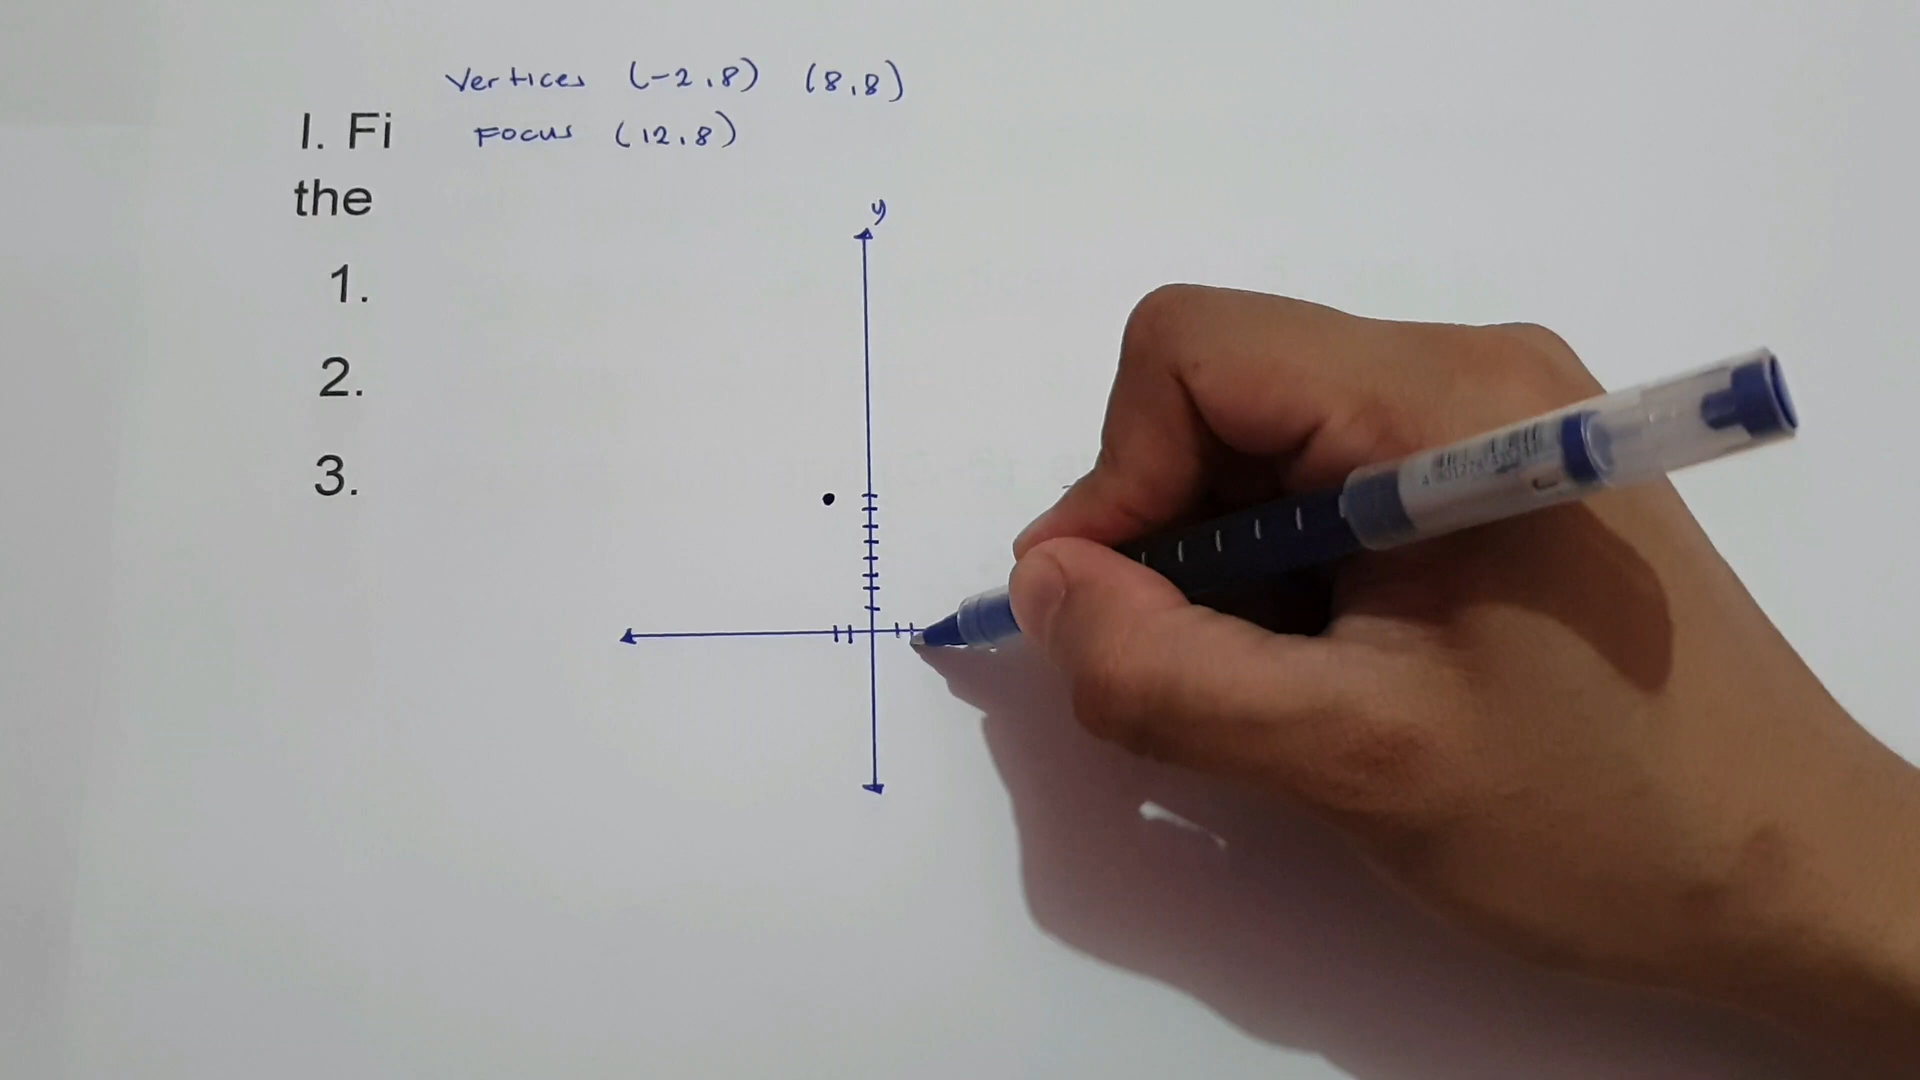 Vertices (-2,8) (8,8)
I. Fi
Focus (12,8)
the
y
1.
2.
3.